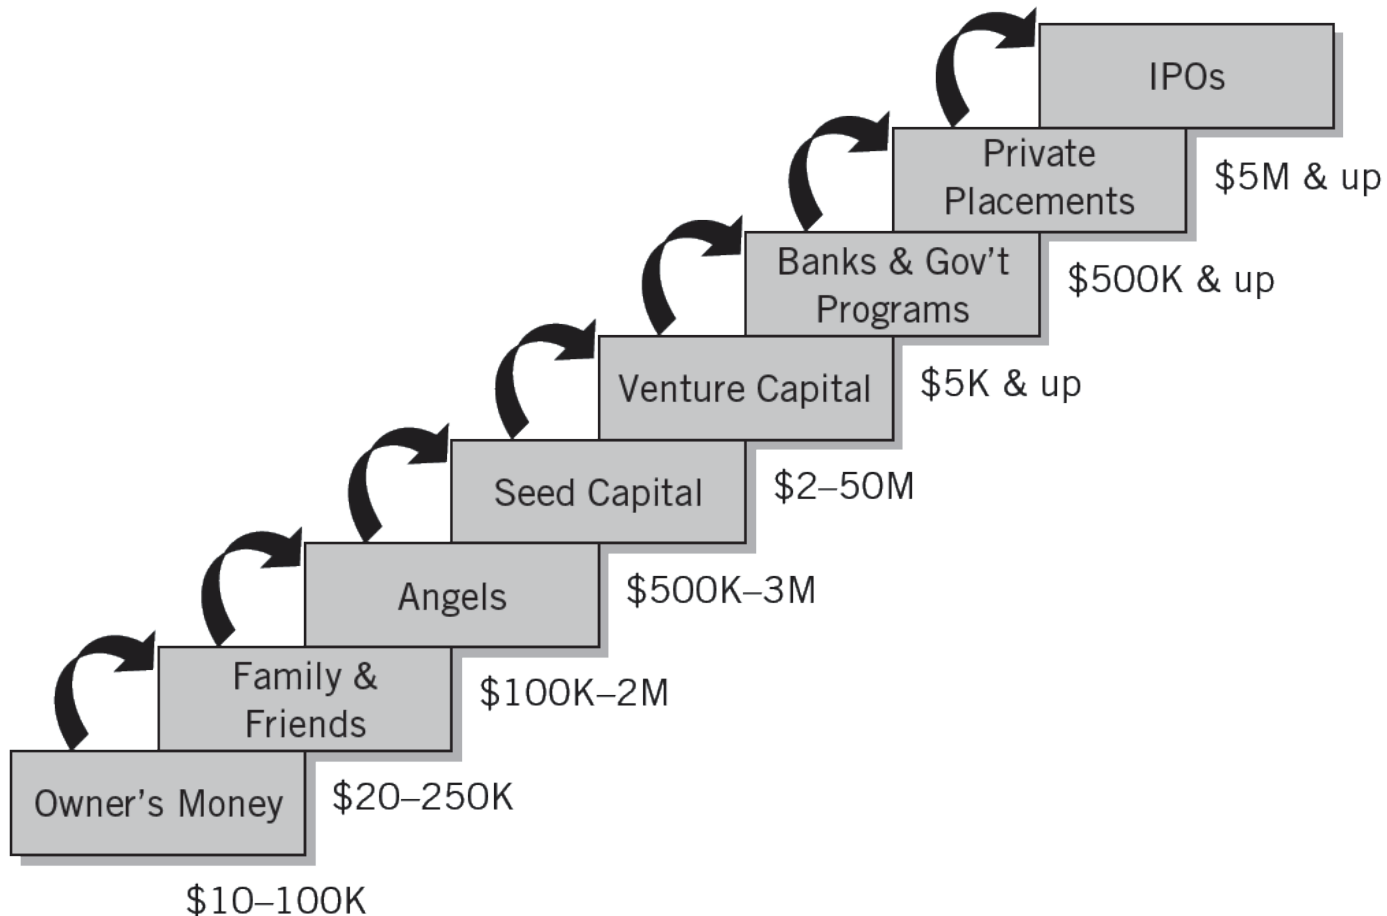 IPOs
Private
Placements
$5M & up
Banks & Gov’t
Programs
$500K & up
Venture Capital
$5K & up
Seed Capital
$2–50M
Angels
$500K–3M
Family &
Friends
$100K–2M
Owner’s Money
$20–250K
$10–100K